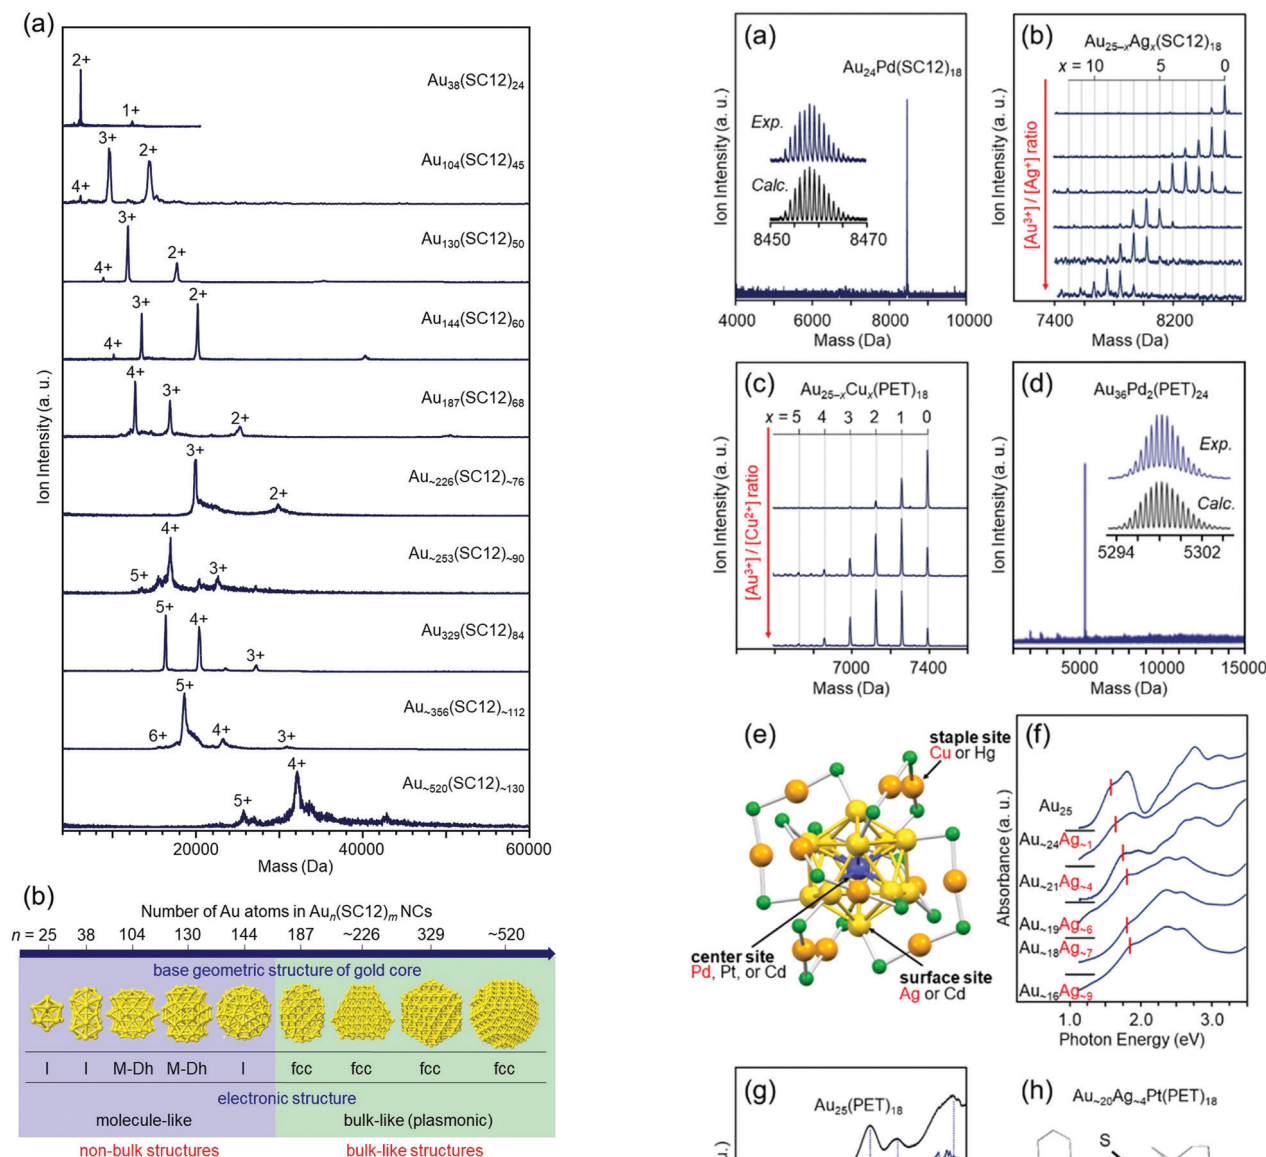 (a)
Ion Intensity (a. u.)
2+
1+
Au38(SC12)24
3+
2+
4+
Au104(SC12)45
3+
2+
4+
Au130(SC12)50
3+
2+
4+
Au144(SC12)60
4+
3+
2+
Au187(SC12)68
3+
2+
Au~226(SC12)~76
4+
5+
3+
Au~253(SC12)~90
5+
4+
3+
Au329(SC12)84
5+
6+
4+
3+
Au~356(SC12)~112
4+
5+
Au~520(SC12)~130
20000 40000 60000
Mass (Da)
(b)
Number of Au atoms in Aun(SC12)m NCs
n = 25 38 104 130 144 187 ~226 329 ~520
base geometric structure of gold core
I I M-Dh M-Dh I fcc fcc fcc fcc
electronic structure
molecule-like bulk-like (plasmonic)
non-bulk structures bulk-like structures
(a)
Au24Pd(SC12)18
Ion Intensity (a. u.)
Exp.
Calc.
8450 8470
4000 6000 8000 10000
Mass (Da)
(b)
Au25–xAgx(SC12)18
x = 10 5 0
Ion Intensity (a. u.)
[Au3+] / [Ag+] ratio
7400 8200
Mass (Da)
(c)
Au25–xCux(PET)18
x = 5 4 3 2 1 0
Ion Intensity (a. u.)
[Au3+] / [Cu2+] ratio
7000 7400
Mass (Da)
(d)
Au36Pd2(PET)24
Ion Intensity (a. u.)
Exp.
Calc.
5294 5302
5000 10000 15000
Mass (Da)
(e)
staple site
Cu or Hg
center site
Pd, Pt, or Cd
surface site
Ag or Cd
(f)
Absorbance (a. u.)
Au25
Au~24Ag~1
Au~21Ag~4
Au~19Ag~6
Au~18Ag~7
Au~16Ag~9
1.0 2.0 3.0
Photon Energy (eV)
(g)
Au25(PET)18
(h)
Au~20Ag~4Pt(PET)18
S